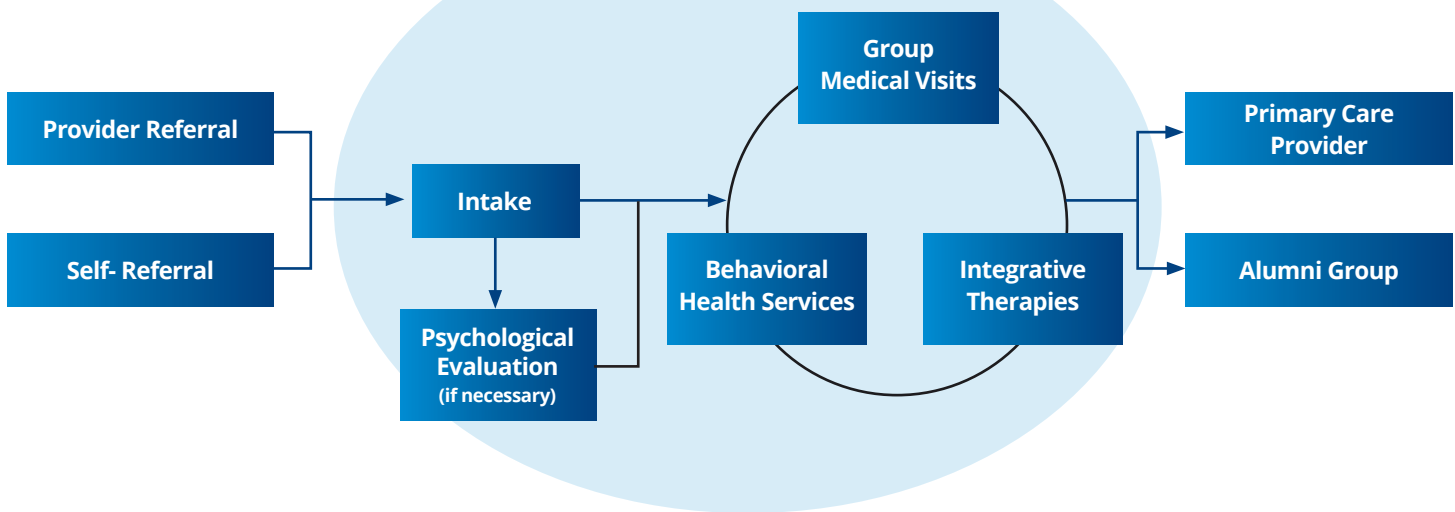 Provider Referral
Self- Referral
Intake
Psychological
Evaluation
(if necessary)
Group
Medical Visits
Behavioral
Health Services
Integrative
Therapies
Primary Care
Provider
Alumni Group